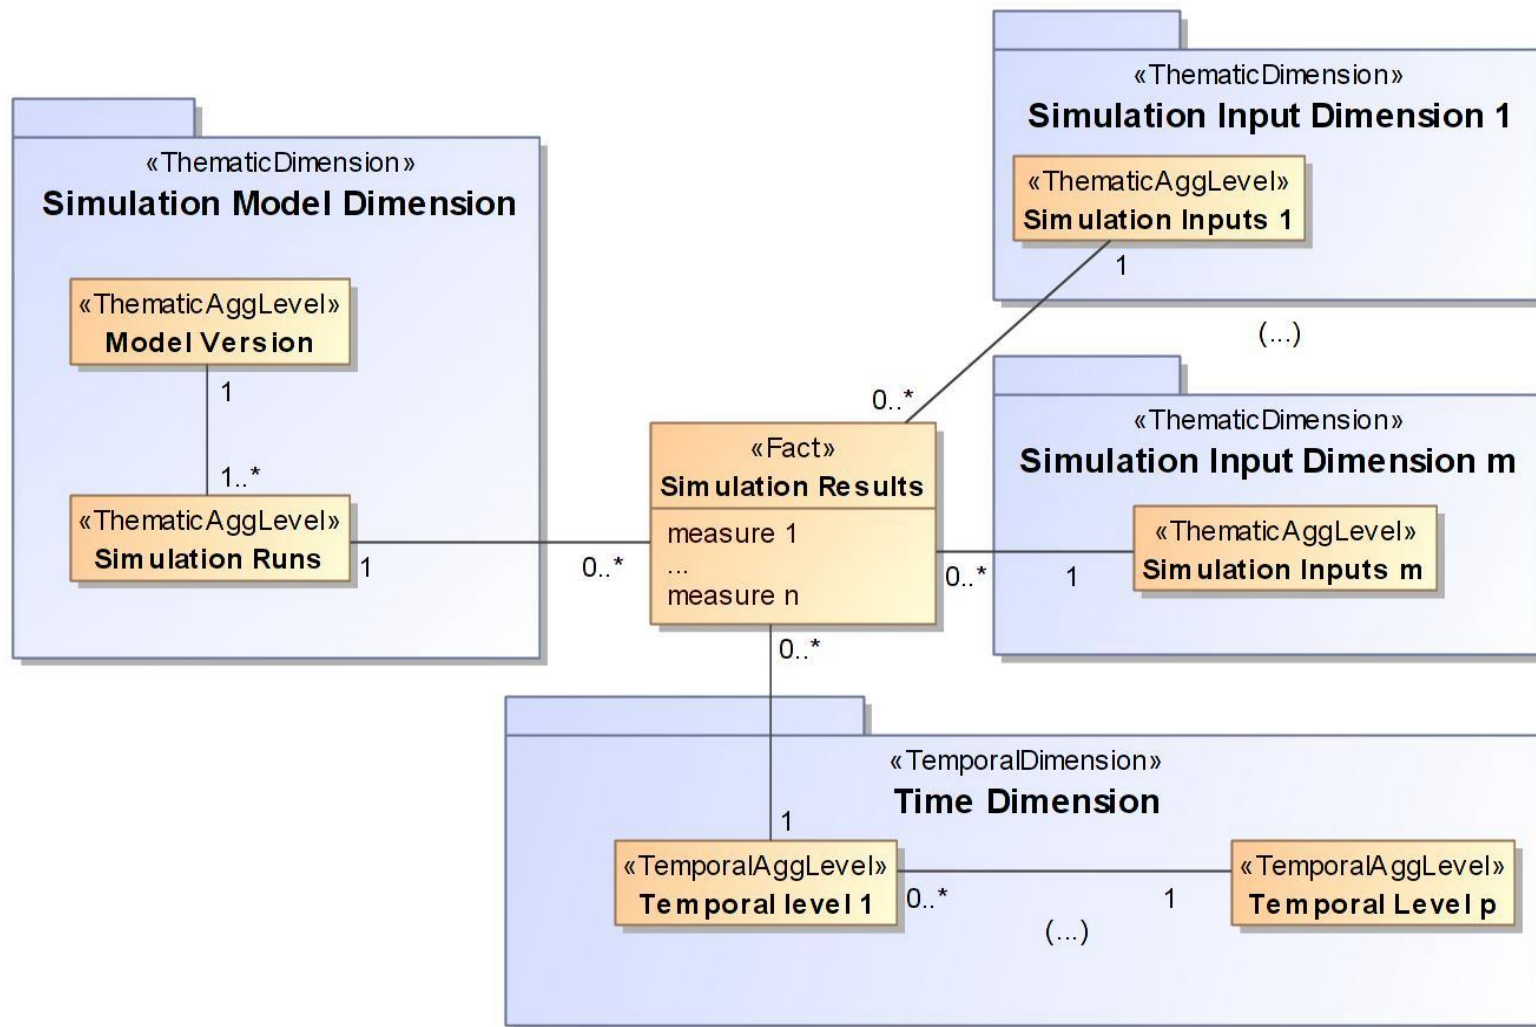 «ThematicDimension»
Simulation Model Dimension
«ThematicAggLevel»
Model Version
1
1..*
«ThematicAggLevel»
Simulation Runs
1
0..*
«Fact»
Simulation Results
measure 1
...
measure n
0..*
1
«ThematicDimension»
Simulation Input Dimension 1
«ThematicAggLevel»
Simulation Inputs 1
(...)
«ThematicDimension»
Simulation Input Dimension m
«ThematicAggLevel»
Simulation Inputs m
0..*
1
0..*
1
«TemporalDimension»
Time Dimension
«TemporalAggLevel»
Temporal level 1
0..*
1
(...)
«TemporalAggLevel»
Temporal Level p